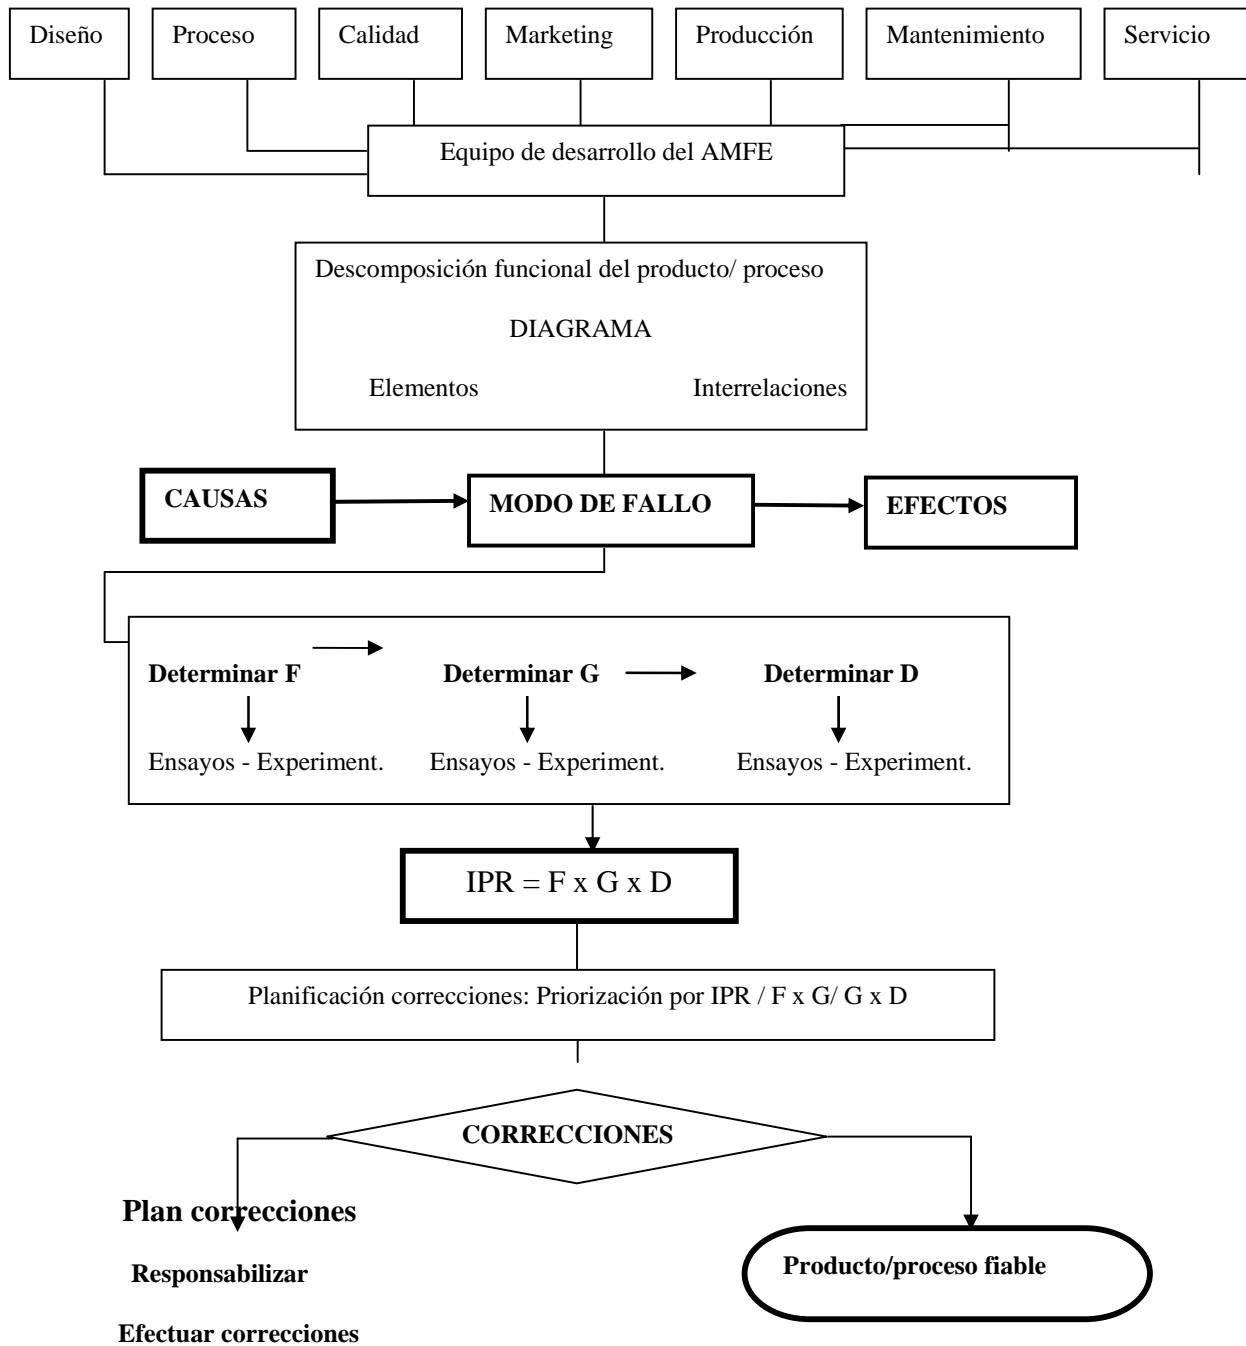 Diseño
Proceso
Calidad
Marketing
Producción
Mantenimiento
Servicio
Equipo de desarrollo del AMFE
Descomposición funcional del producto/ proceso
DIAGRAMA
Elementos
Interrelaciones
CAUSAS
MODO DE FALLO
EFECTOS
Determinar F
Determinar G
Determinar D
Ensayos - Experiment.
Ensayos - Experiment.
Ensayos - Experiment.
IPR = F x G x D
Planificación correcciones: Priorización por IPR / F x G/ G x D
CORRECCIONES
Plan correcciones
Responsabilizar
Efectuar correcciones
Producto/proceso fiable